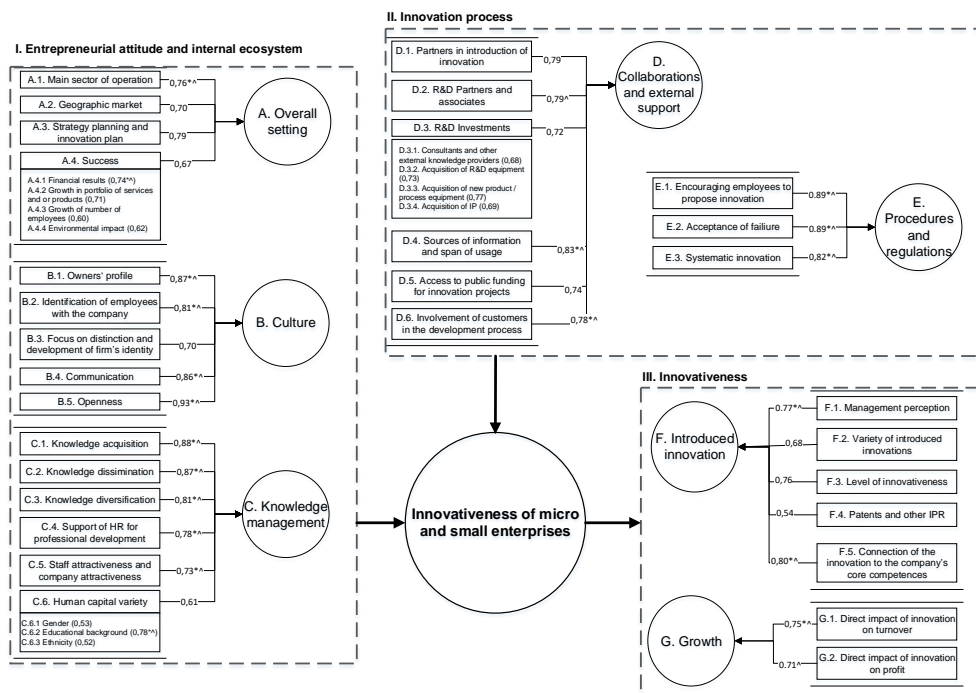 I. Entrepreneurial attitude and internal ecosystem
A.1. Main sector of operation
0,76*^
A.2. Geographic market
0,70
A.3. Strategy planning and
innovation plan
0,79
A.4. Success
0,67
A.4.1 Financial results (0,74*^)
A.4.2 Growth in portfolio of services
and or products (0,71)
A.4.3 Growth of number of
employees (0,60)
A.4.4 Environmental impact (0,62)
A. Overall
setting
B.1. Owners' profile
0,87*^
B.2. Identification of employees
with the company
0,81*^
B.3. Focus on distinction and
development of firm's identity
0,70
B.4. Communication
0,86*^
B.5. Openness
0,93*^
B. Culture
C.1. Knowledge acquisition
0,88*^
C.2. Knowledge dissimination
0,87*^
C.3. Knowledge diversification
0,81*^
C.4. Support of HR for
professional development
0,78*^
C.5. Staff attractiveness and
company attractiveness
0,73*^
C.6. Human capital variety
0,61
C.6.1 Gender (0,53)
C.6.2 Educational background (0,78*^)
C.6.3 Ethnicity (0,52)
C. Knowledge
management
II. Innovation process
D.1. Partners in introduction of
innovation
0,79
D.2. R&D Partners and
associates
0,79^
D.3. R&D Investments
0,72
D.3.1. Consultants and other
external knowledge providers (0,68)
D.3.2. Acquisition of R&D equipment
(0,73)
D.3.3. Acquisition of new product /
process equipment (0,77)
D.3.4. Acquisition of IP (0,69)
D.4. Sources of information
and span of usage
0,83*^
D.5. Access to public funding
for innovation projects
0,74
D.6. Involvement of customers
in the development process
0,78*^
D.
Collaborations
and external
support
E.1. Encouraging employees to
propose innovation
0.89*^
E.2. Acceptance of failiure
0.89*^
E.3. Systematic innovation
0,82*^
E.
Procedures
and
regulations
Innovativeness of micro
and small enterprises
III. Innovativeness
F. Introduced
innovation
0.77*^
F.1. Management perception
0,68
F.2. Variety of introduced
innovations
0,76
F.3. Level of innovativeness
0,54
F.4. Patents and other IPR
0,80*^
F.5. Connection of the
innovation to the company's
core competences
G. Growth
0,75*^
G.1. Direct impact of innovation
on turnover
0.71^
G.2. Direct impact of innovation
on profit